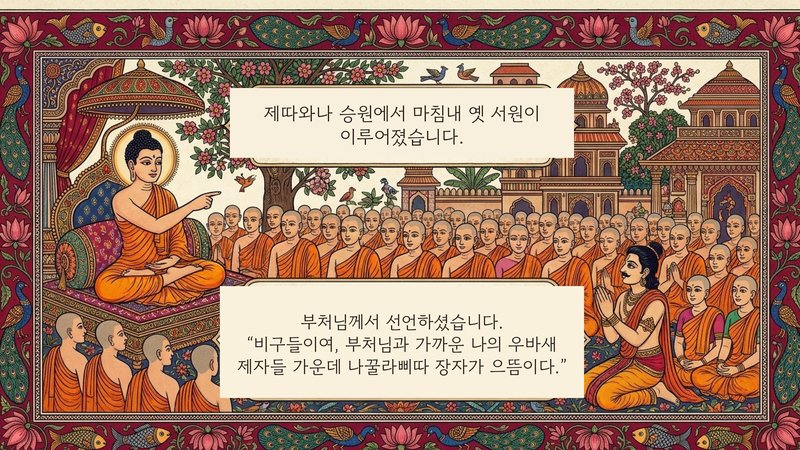 제따와나 승원에서 마침내 옛 서원이
이루어졌습니다.
부처님께서 선언하셨습니다.
“비구들이여, 부처님과 가까운 나의 우바새
제자들 가운데 나꿀라삐따 장자가 으뜸이다.”